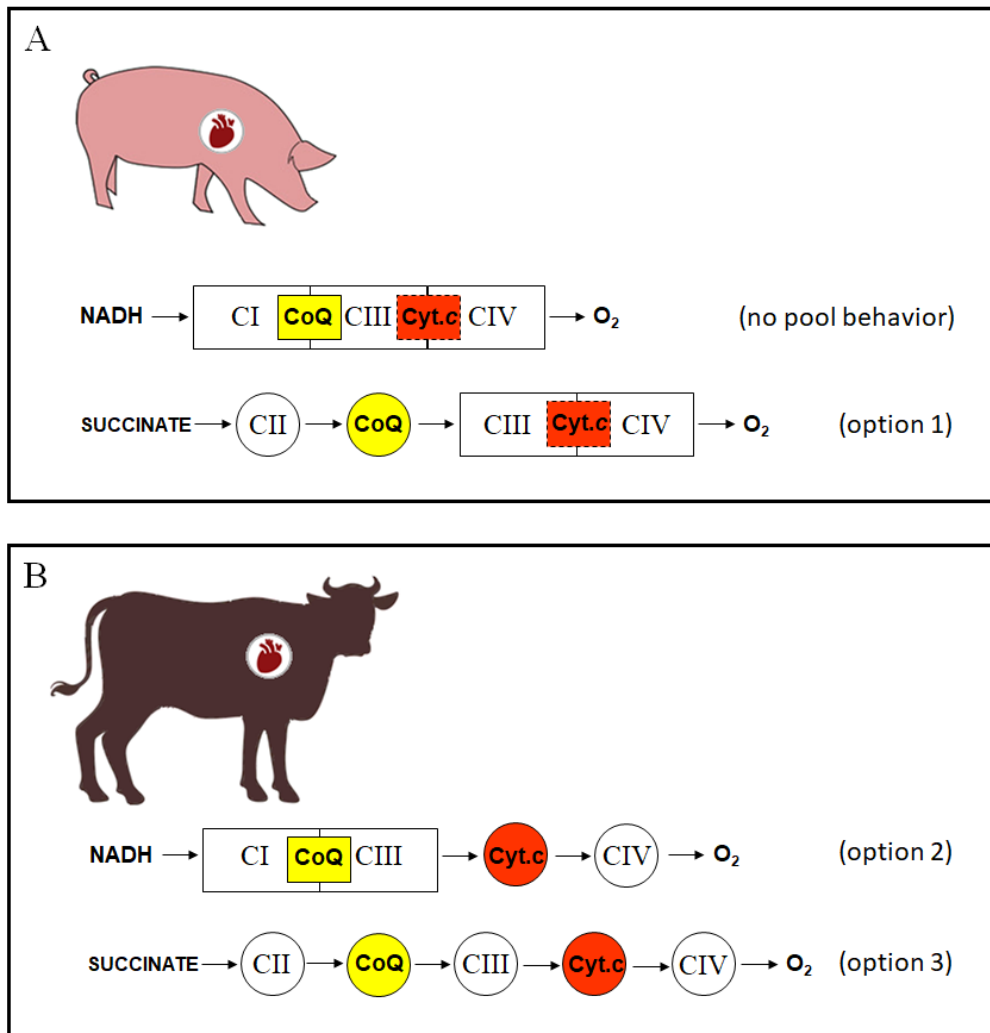 A
NADH CI CoQ CIII Cyt.c CIV O₂ (no pool behavior)
SUCCINATE CII CoQ CIII Cyt.c CIV O₂ (option 1)
B
NADH CI CoQ CIII Cyt.c CIV O₂ (option 2)
SUCCINATE CII CoQ CIII Cyt.c CIV O₂ (option 3)